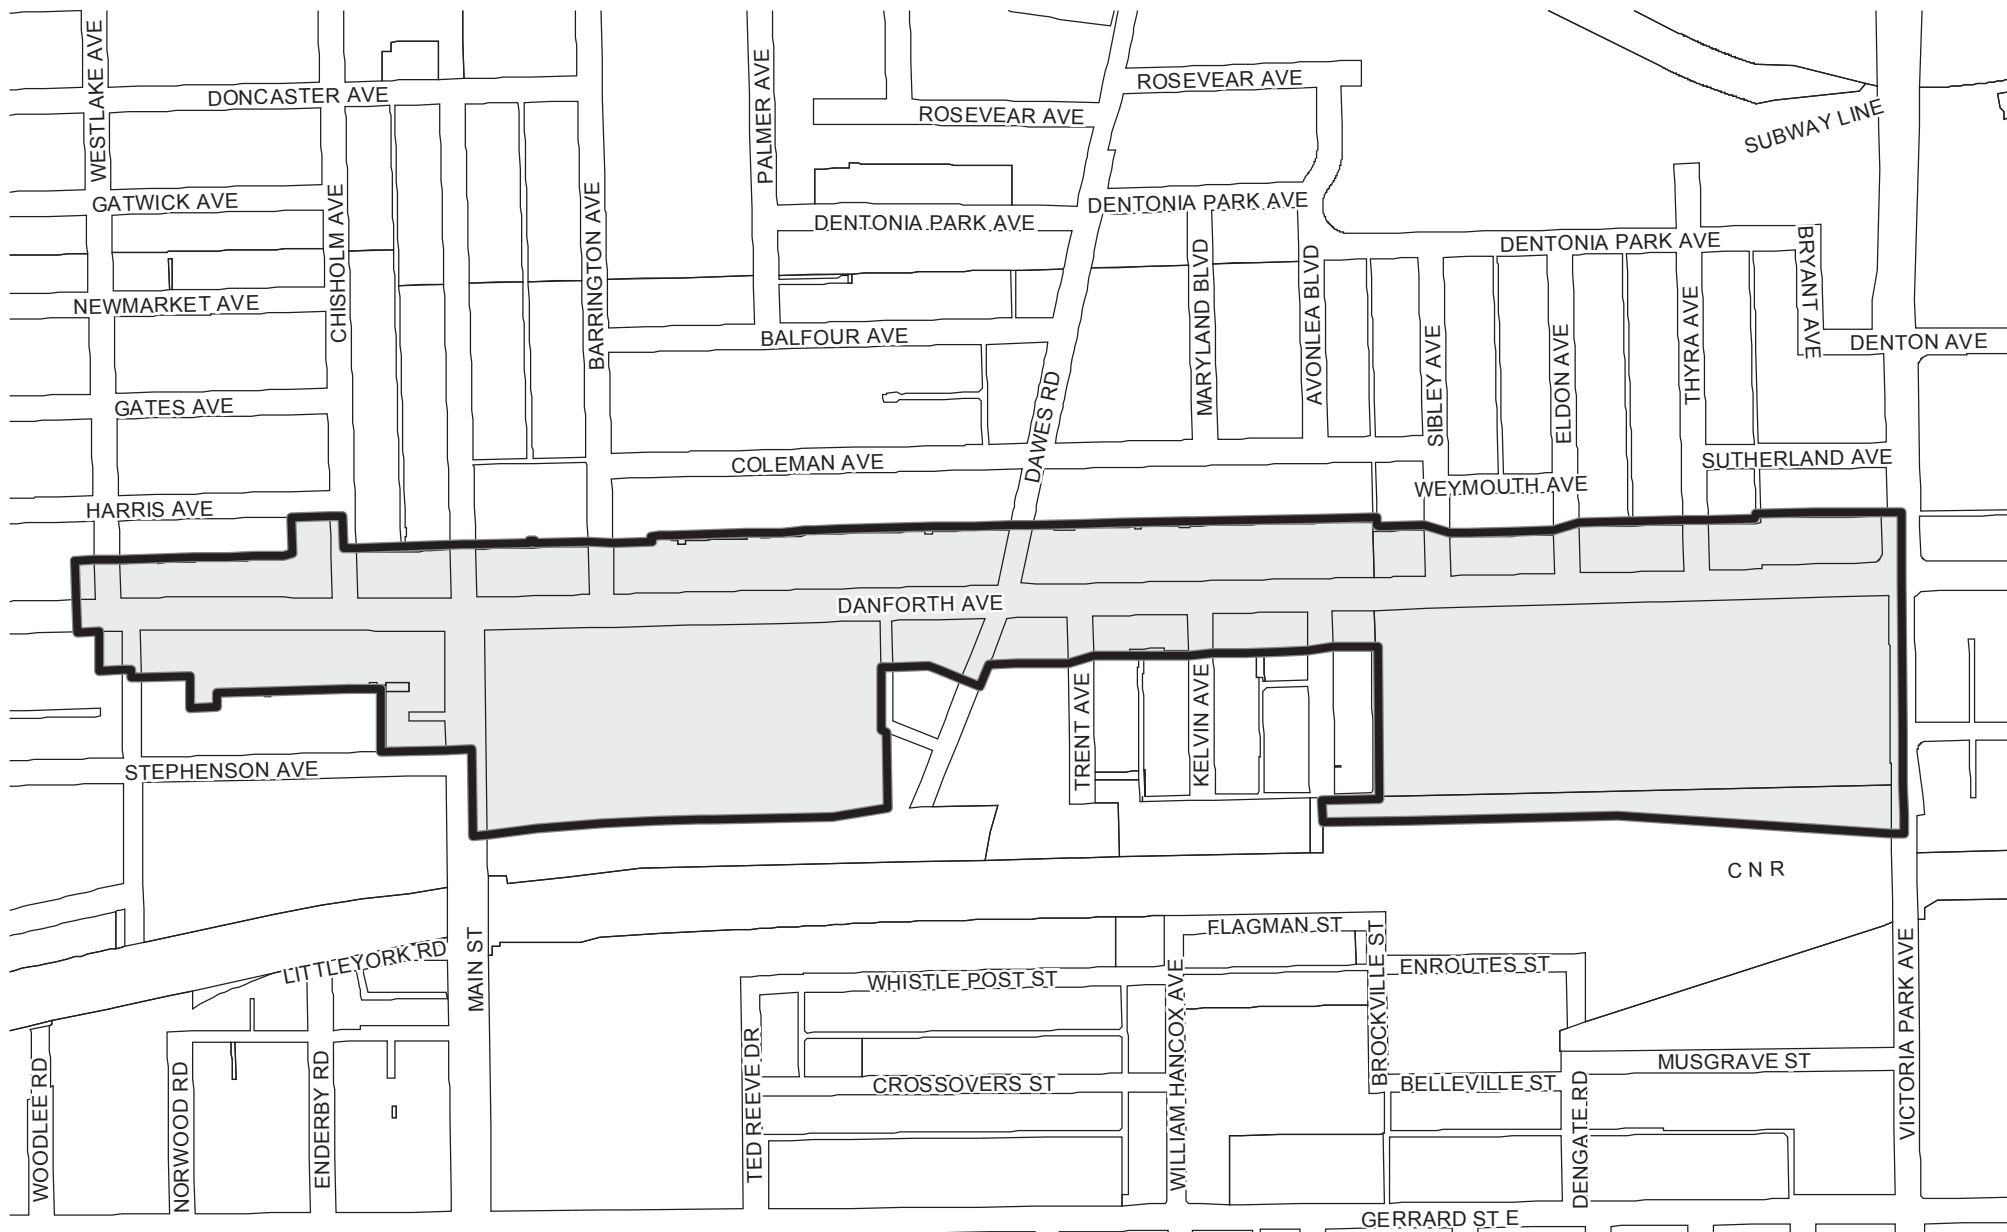 WESTLAKE AVE
DONCASTER AVE
PALMER AVE
ROSEVEAR AVE
ROSEVEAR AVE
SUBWAY LINE
GATWICK AVE
CHISHOLM AVE
BARRINGTON AVE
DENTONIA PARK AVE
DENTONIA PARK AVE
DENTONIA PARK AVE
BRYANT AVE
NEWMARKET AVE
BALFOUR AVE
MARYLAND BLVD
AVONLEA BLVD
SIBLEY AVE
ELDON AVE
THYRA AVE
DENTON AVE
GATES AVE
DAWES RD
COLEMAN AVE
SUTHERLAND AVE
WEYMOUTH AVE
HARRIS AVE
DANFORTH AVE
TRENT AVE
KELVIN AVE
STEPHENSON AVE
C N R
LITTLEYORK RD
MAIN ST
FLAGMAN ST
BROCKVILLE ST
ENROUTES ST
WHISTLE POST ST
WILLIAM HANCOX AVE
VICTORIA PARK AVE
WOODLEE RD
NORWOOD RD
ENDERBY RD
TED REEVE DR
CROSSOVERS ST
BELLEVILLE ST
MUSGRAVE ST
DENGATE RD
GERRARD ST E